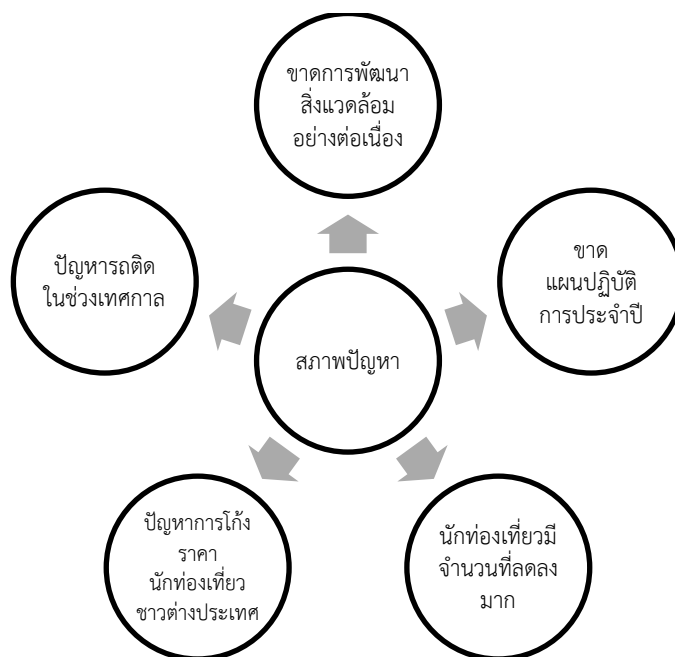 ขาดการพัฒนา
สิ่งแวดล้อม
อย่างต่อเนื่อง
ปัญหารถติด
ในช่วงเทศกาล
ขาด
แผนปฏิบัติ
การประจำปี
สภาพปัญหา
ปัญหาการโก้ง
ราคา
นักท่องเที่ยว
ชาวต่างประเทศ
นักท่องเที่ยวมี
จำนวนที่ลดลง
มาก